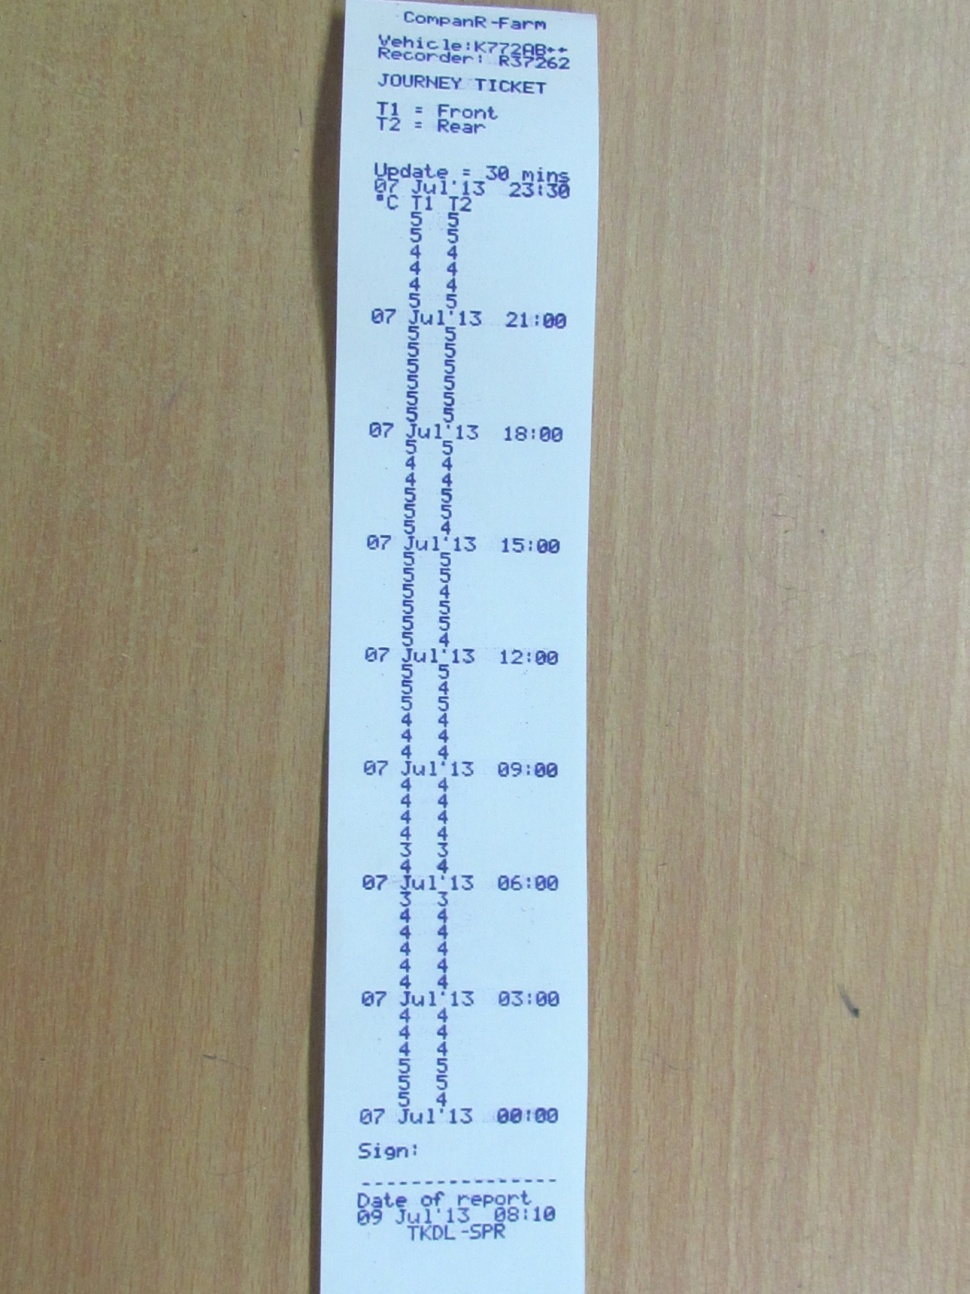 CompanR-Farm
Vehicle:K772AB++
Recorder: R37262
JOURNEY TICKET
T1 = Front
T2 = Rear
Update = 30 mins
07 Jul'13 23:30
°C T1 T2
5 5
5 5
4 4
4 4
4 4
5 5
07 Jul'13 21:00
5 5
5 5
5 5
5 5
5 5
5 5
07 Jul'13 18:00
5 5
4 4
4 4
5 5
5 5
5 4
07 Jul'13 15:00
5 5
5 5
5 4
5 5
5 5
5 4
07 Jul'13 12:00
5 5
5 4
5 5
4 4
4 4
4 4
07 Jul'13 09:00
4 4
4 4
4 4
4 4
3 3
4 4
07 Jul'13 06:00
3 3
4 4
4 4
4 4
4 4
4 4
07 Jul'13 03:00
4 4
4 4
4 4
5 5
5 5
5 4
07 Jul'13 00:00
Sign:
----------------
Date of report
09 Jul'13 08:10
TKDL-SPR